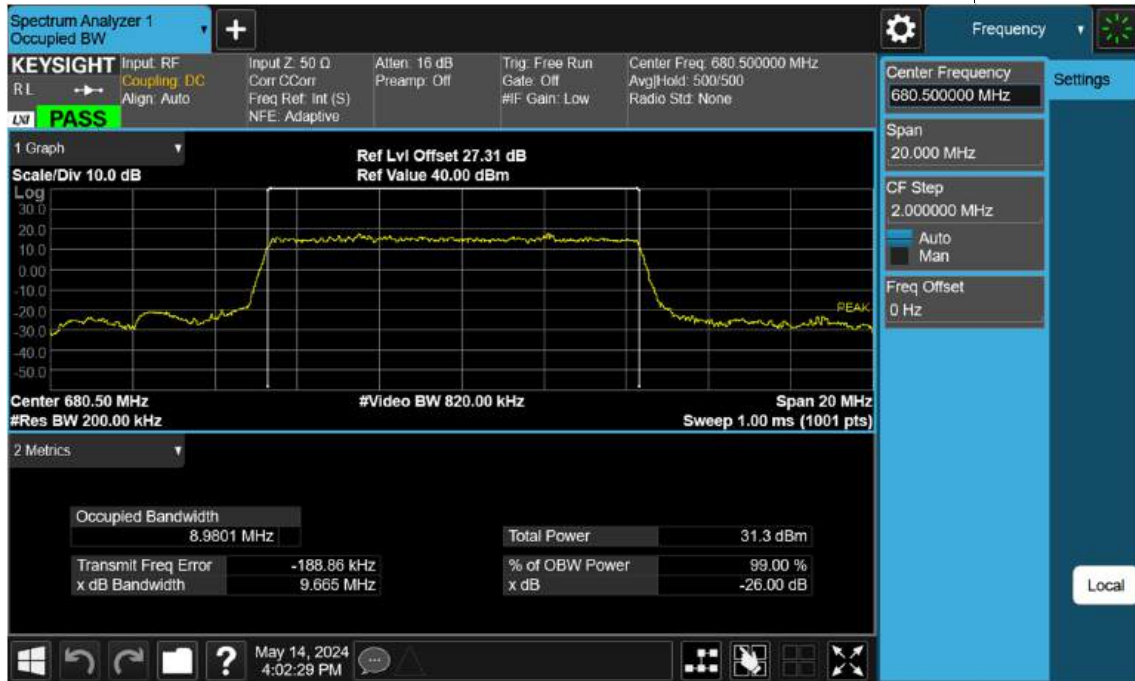 Spectrum Analyzer 1
Occupied BW
Frequency
KEYSIGHT
R L
LXI
PASS
Input: RF
Coupling: DC
Align: Auto
Input Z: 50 Ω
Corr CCorr
Freq Ref: Int (S)
NFE: Adaptive
Atten: 16 dB
Preamp: Off
Trig: Free Run
Gate: Off
#IF Gain: Low
Center Freq: 680.500000 MHz
Avg|Hold: 500/500
Radio Std: None
Center Frequency
680.500000 MHz
Settings
Span
20.000 MHz
CF Step
2.000000 MHz
Auto
Man
Freq Offset
0 Hz
1 Graph
Scale/Div 10.0 dB
Ref Lvl Offset 27.31 dB
Ref Value 40.00 dBm
Log
30.0
20.0
10.0
0.00
-10.0
-20.0
-30.0
-40.0
-50.0
PEAK
Center 680.50 MHz
#Video BW 820.00 kHz
Span 20 MHz
#Res BW 200.00 kHz
Sweep 1.00 ms (1001 pts)
2 Metrics
Occupied Bandwidth
8.9801 MHz
Total Power 31.3 dBm
Transmit Freq Error -188.86 kHz
% of OBW Power 99.00 %
x dB Bandwidth 9.665 MHz
x dB -26.00 dB
Local
?
May 14, 2024
4:02:29 PM